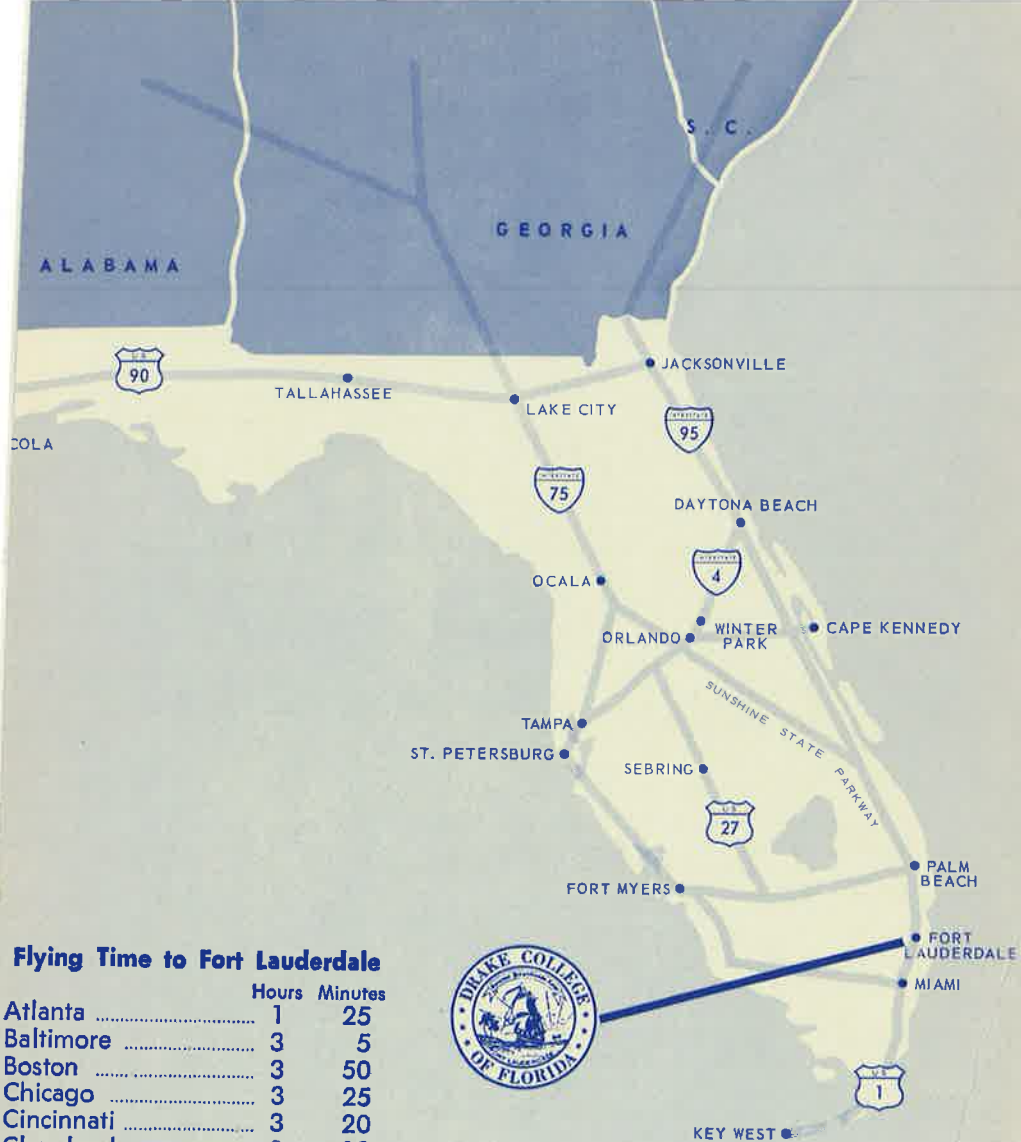 S. C.
GEORGIA
ALABAMA
U S
90
TALLAHASSEE
JACKSONVILLE
LAKE CITY
COLA
INTERSTATE
95
INTERSTATE
75
DAYTONA BEACH
INTERSTATE
4
OCALA
WINTER
PARK
CAPE KENNEDY
ORLANDO
SUNSHINE STATE PARKWAY
TAMPA
ST. PETERSBURG
SEBRING
U S
27
PALM
BEACH
FORT MYERS
FORT
LAUDERDALE
MIAMI
DRAKE COLLEGE
OF FLORIDA
U S
1
KEY WEST
Flying Time to Fort Lauderdale
Hours Minutes
Atlanta ................................ 1 25
Baltimore .......................... 3 5
Boston ................................ 3 50
Chicago ............................. 3 25
Cincinnati ........................... 3 20